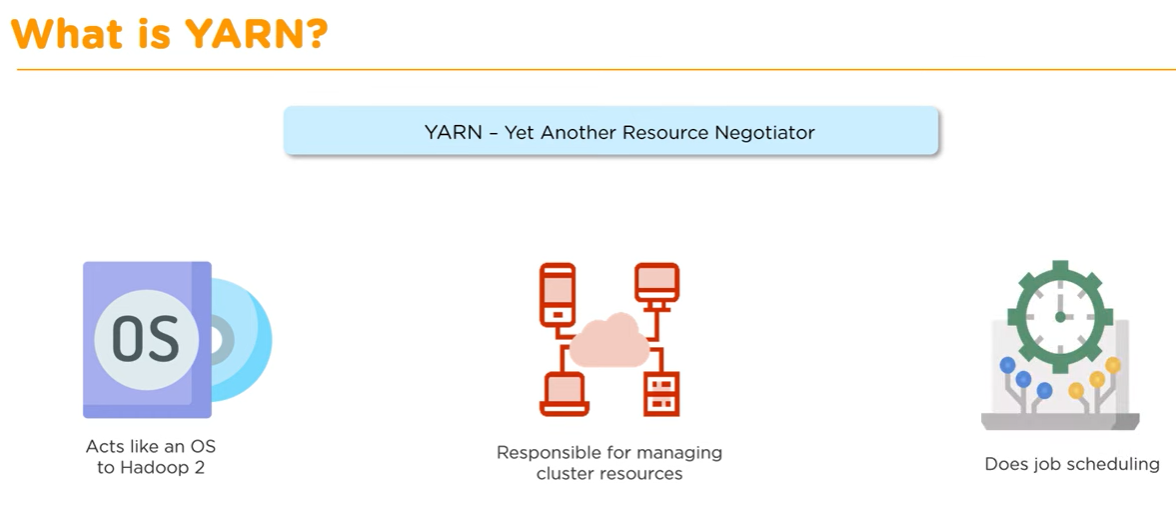 What is YARN?
YARN – Yet Another Resource Negotiator
OS
Acts like an OS
to Hadoop 2
Responsible for managing
cluster resources
Does job scheduling